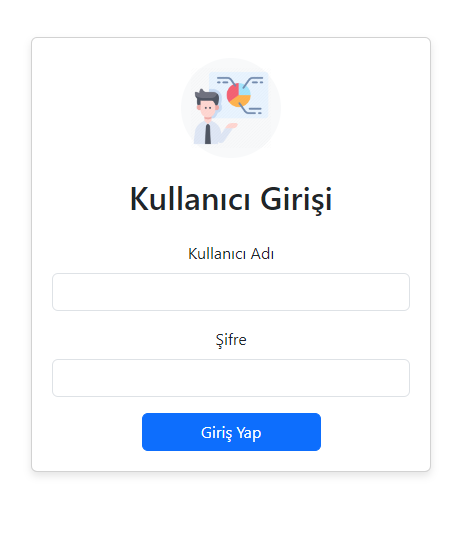 Kullanıcı Girişi
Kullanıcı Adı
Şifre
Giriş Yap